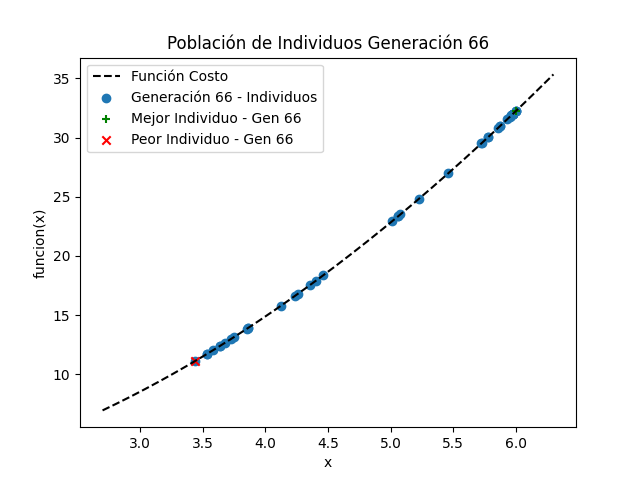 Población de Individuos Generación 66
Función Costo
Generación 66 - Individuos
Mejor Individuo - Gen 66
Peor Individuo - Gen 66
funcion(x)
35
30
25
20
15
10
3.0 3.5 4.0 4.5 5.0 5.5 6.0
x